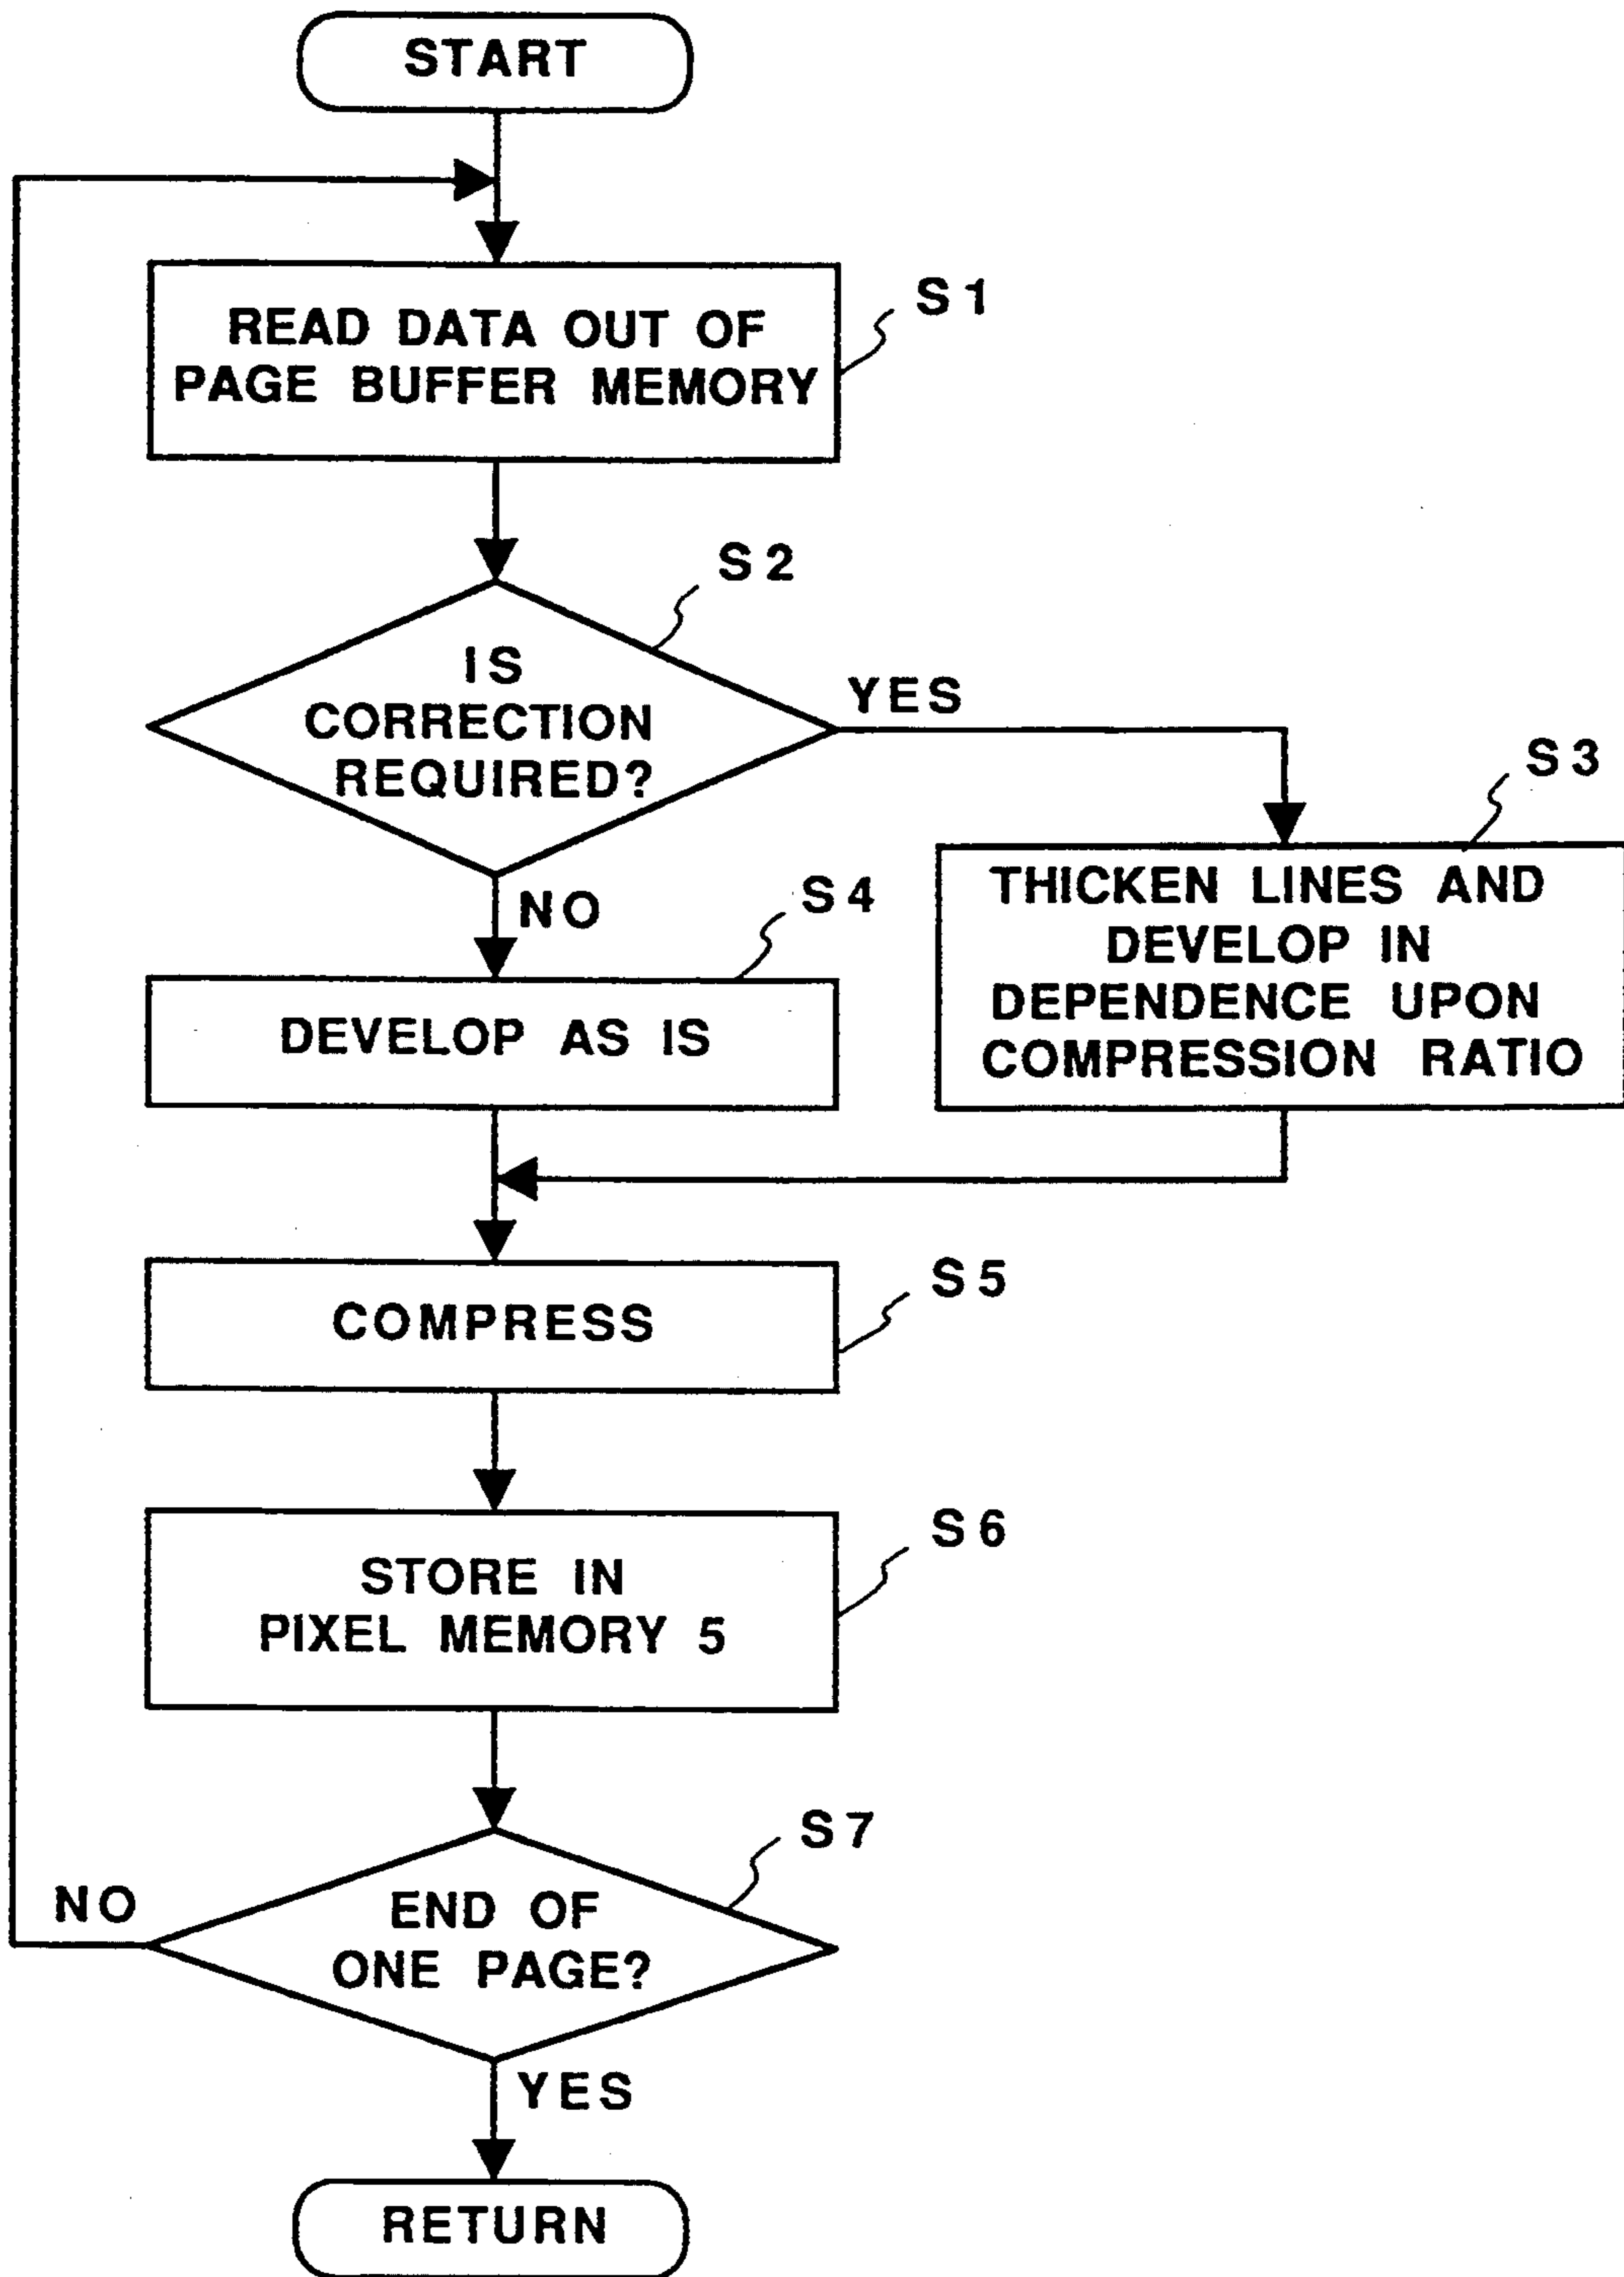 START
READ DATA OUT OF
PAGE BUFFER MEMORY
S1
S2
IS
CORRECTION
REQUIRED?
YES
NO
S3
THICKEN LINES AND
DEVELOP IN
DEPENDENCE UPON
COMPRESSION RATIO
S4
DEVELOP AS IS
COMPRESS
S5
STORE IN
PIXEL MEMORY 5
S6
S7
END OF
ONE PAGE?
NO
YES
RETURN